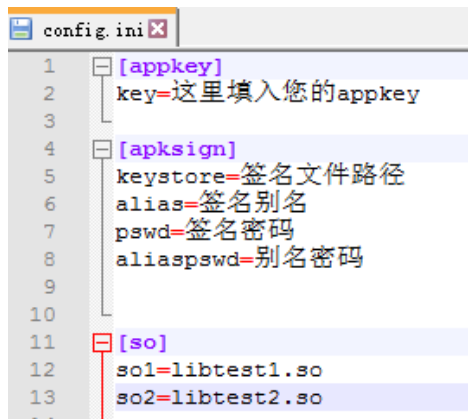 config.ini
1 [appkey]
2 key=这里填入您的appkey
3
4 [apksign]
5 keystore=签名文件路径
6 alias=签名别名
7 pswd=签名密码
8 aliaspswd=别名密码
9
10
11 [so]
12 so1=libtest1.so
13 so2=libtest2.so